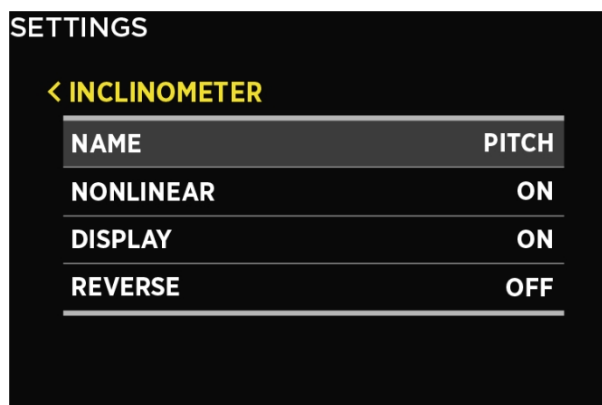 SETTINGS
< INCLINOMETER
NAME PITCH
NONLINEAR ON
DISPLAY ON
REVERSE OFF